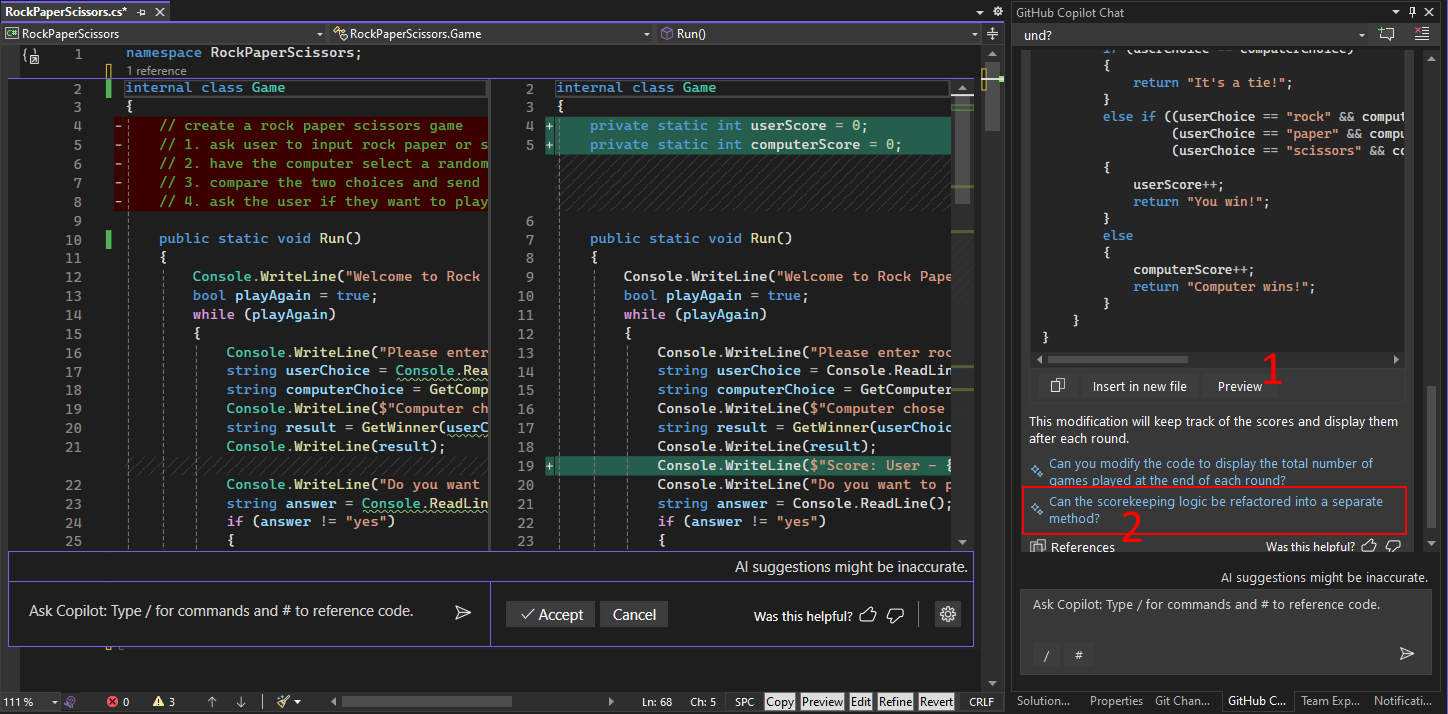 RockPaperScissors.cs*
RockPaperScissors
RockPaperScissors.Game
Run()
1 namespace RockPaperScissors;
1 reference
2 internal class Game
3 {
4 - // create a rock paper scissors game
5 - // 1. ask user to input rock paper or s
6 - // 2. have the computer select a random
7 - // 3. compare the two choices and send
8 - // 4. ask the user if they want to play
9
10 public static void Run()
11 {
12 Console.WriteLine("Welcome to Rock
13 bool playAgain = true;
14 while (playAgain)
15 {
16 Console.WriteLine("Please enter
17 string userChoice = Console.Rea
18 string computerChoice = GetComp
19 Console.WriteLine($"Computer ch
20 string result = GetWinner(userC
21 Console.WriteLine(result);
22 Console.WriteLine("Do you want
23 string answer = Console.ReadLin
24 if (answer != "yes")
25 {
2 internal class Game
3 {
4 + private static int userScore = 0;
5 + private static int computerScore = 0;
6
7 public static void Run()
8 {
9 Console.WriteLine("Welcome to Rock Pape
10 bool playAgain = true;
11 while (playAgain)
12 {
13 Console.WriteLine("Please enter roc
14 string userChoice = Console.ReadLin
15 string computerChoice = GetComputer
16 Console.WriteLine($"Computer chose
17 string result = GetWinner(userChoic
18 Console.WriteLine(result);
19 + Console.WriteLine($"Score: User - {
20 Console.WriteLine("Do you want to p
21 string answer = Console.ReadLine();
22 if (answer != "yes")
23 {
AI suggestions might be inaccurate.
Ask Copilot: Type / for commands and # to reference code.
Accept
Cancel
Was this helpful?
111 %
0
3
Ln: 68
Ch: 5
SPC
Copy
Preview
Edit
Refine
Revert
CRLF
GitHub Copilot Chat
und?
if (userChoice == computerChoice)
{
return "It's a tie!";
}
else if ((userChoice == "rock" && comput
(userChoice == "paper" && compu
(userChoice == "scissors" && co
{
userScore++;
return "You win!";
}
else
{
computerScore++;
return "Computer wins!";
}
}
}
Insert in new file
Preview
1
This modification will keep track of the scores and display them
after each round.
Can you modify the code to display the total number of
games played at the end of each round?
Can the scorekeeping logic be refactored into a separate
method?
2
References
Was this helpful?
AI suggestions might be inaccurate.
Ask Copilot: Type / for commands and # to reference code.
/
#
Solution...
Properties
Git Chan...
GitHub C...
Team Exp...
Notificati...